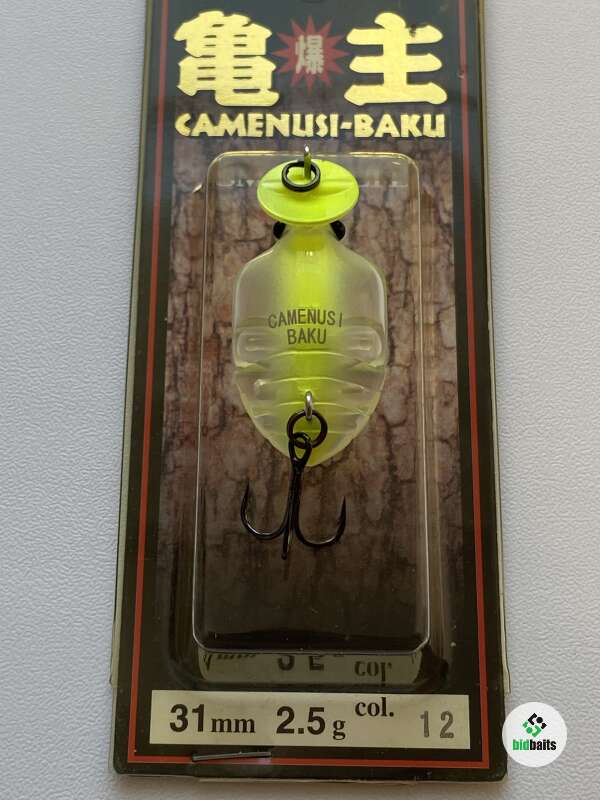 亀爆主
CAMENUSI-BAKU
CAMENUSI
BAKU
31mm 2.5g col. 12
bidbaits